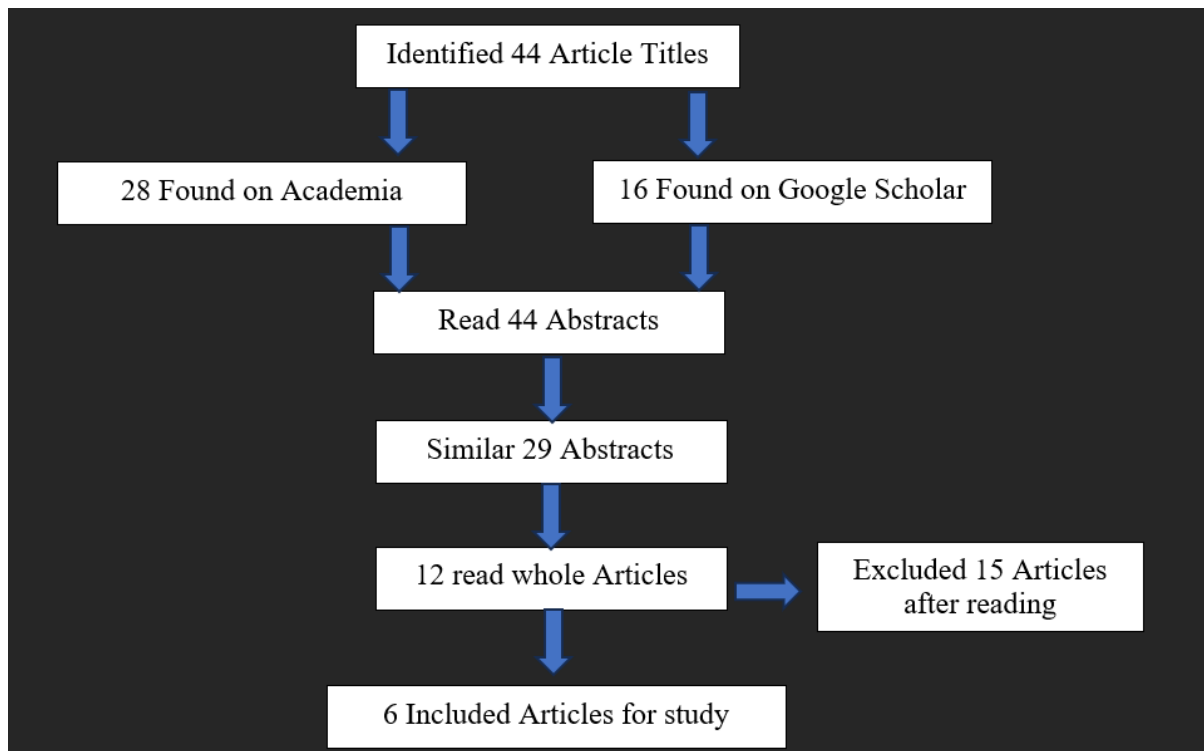 Identified 44 Article Titles
28 Found on Academia
16 Found on Google Scholar
Read 44 Abstracts
Similar 29 Abstracts
12 read whole Articles
Excluded 15 Articles
after reading
6 Included Articles for study